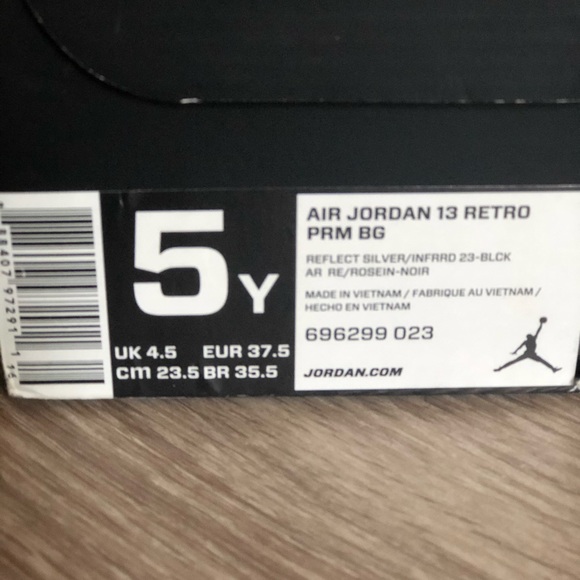 5Y
UK 4.5 EUR 37.5
cm 23.5 BR 35.5
AIR JORDAN 13 RETRO
PRM BG
REFLECT SILVER/INFRRD 23-BLCK
AR RE/ROSEIN-NOIR
MADE IN VIETNAM / FABRIQUE AU VIETNAM /
HECHO EN VIETNAM
696299 023
JORDAN.COM